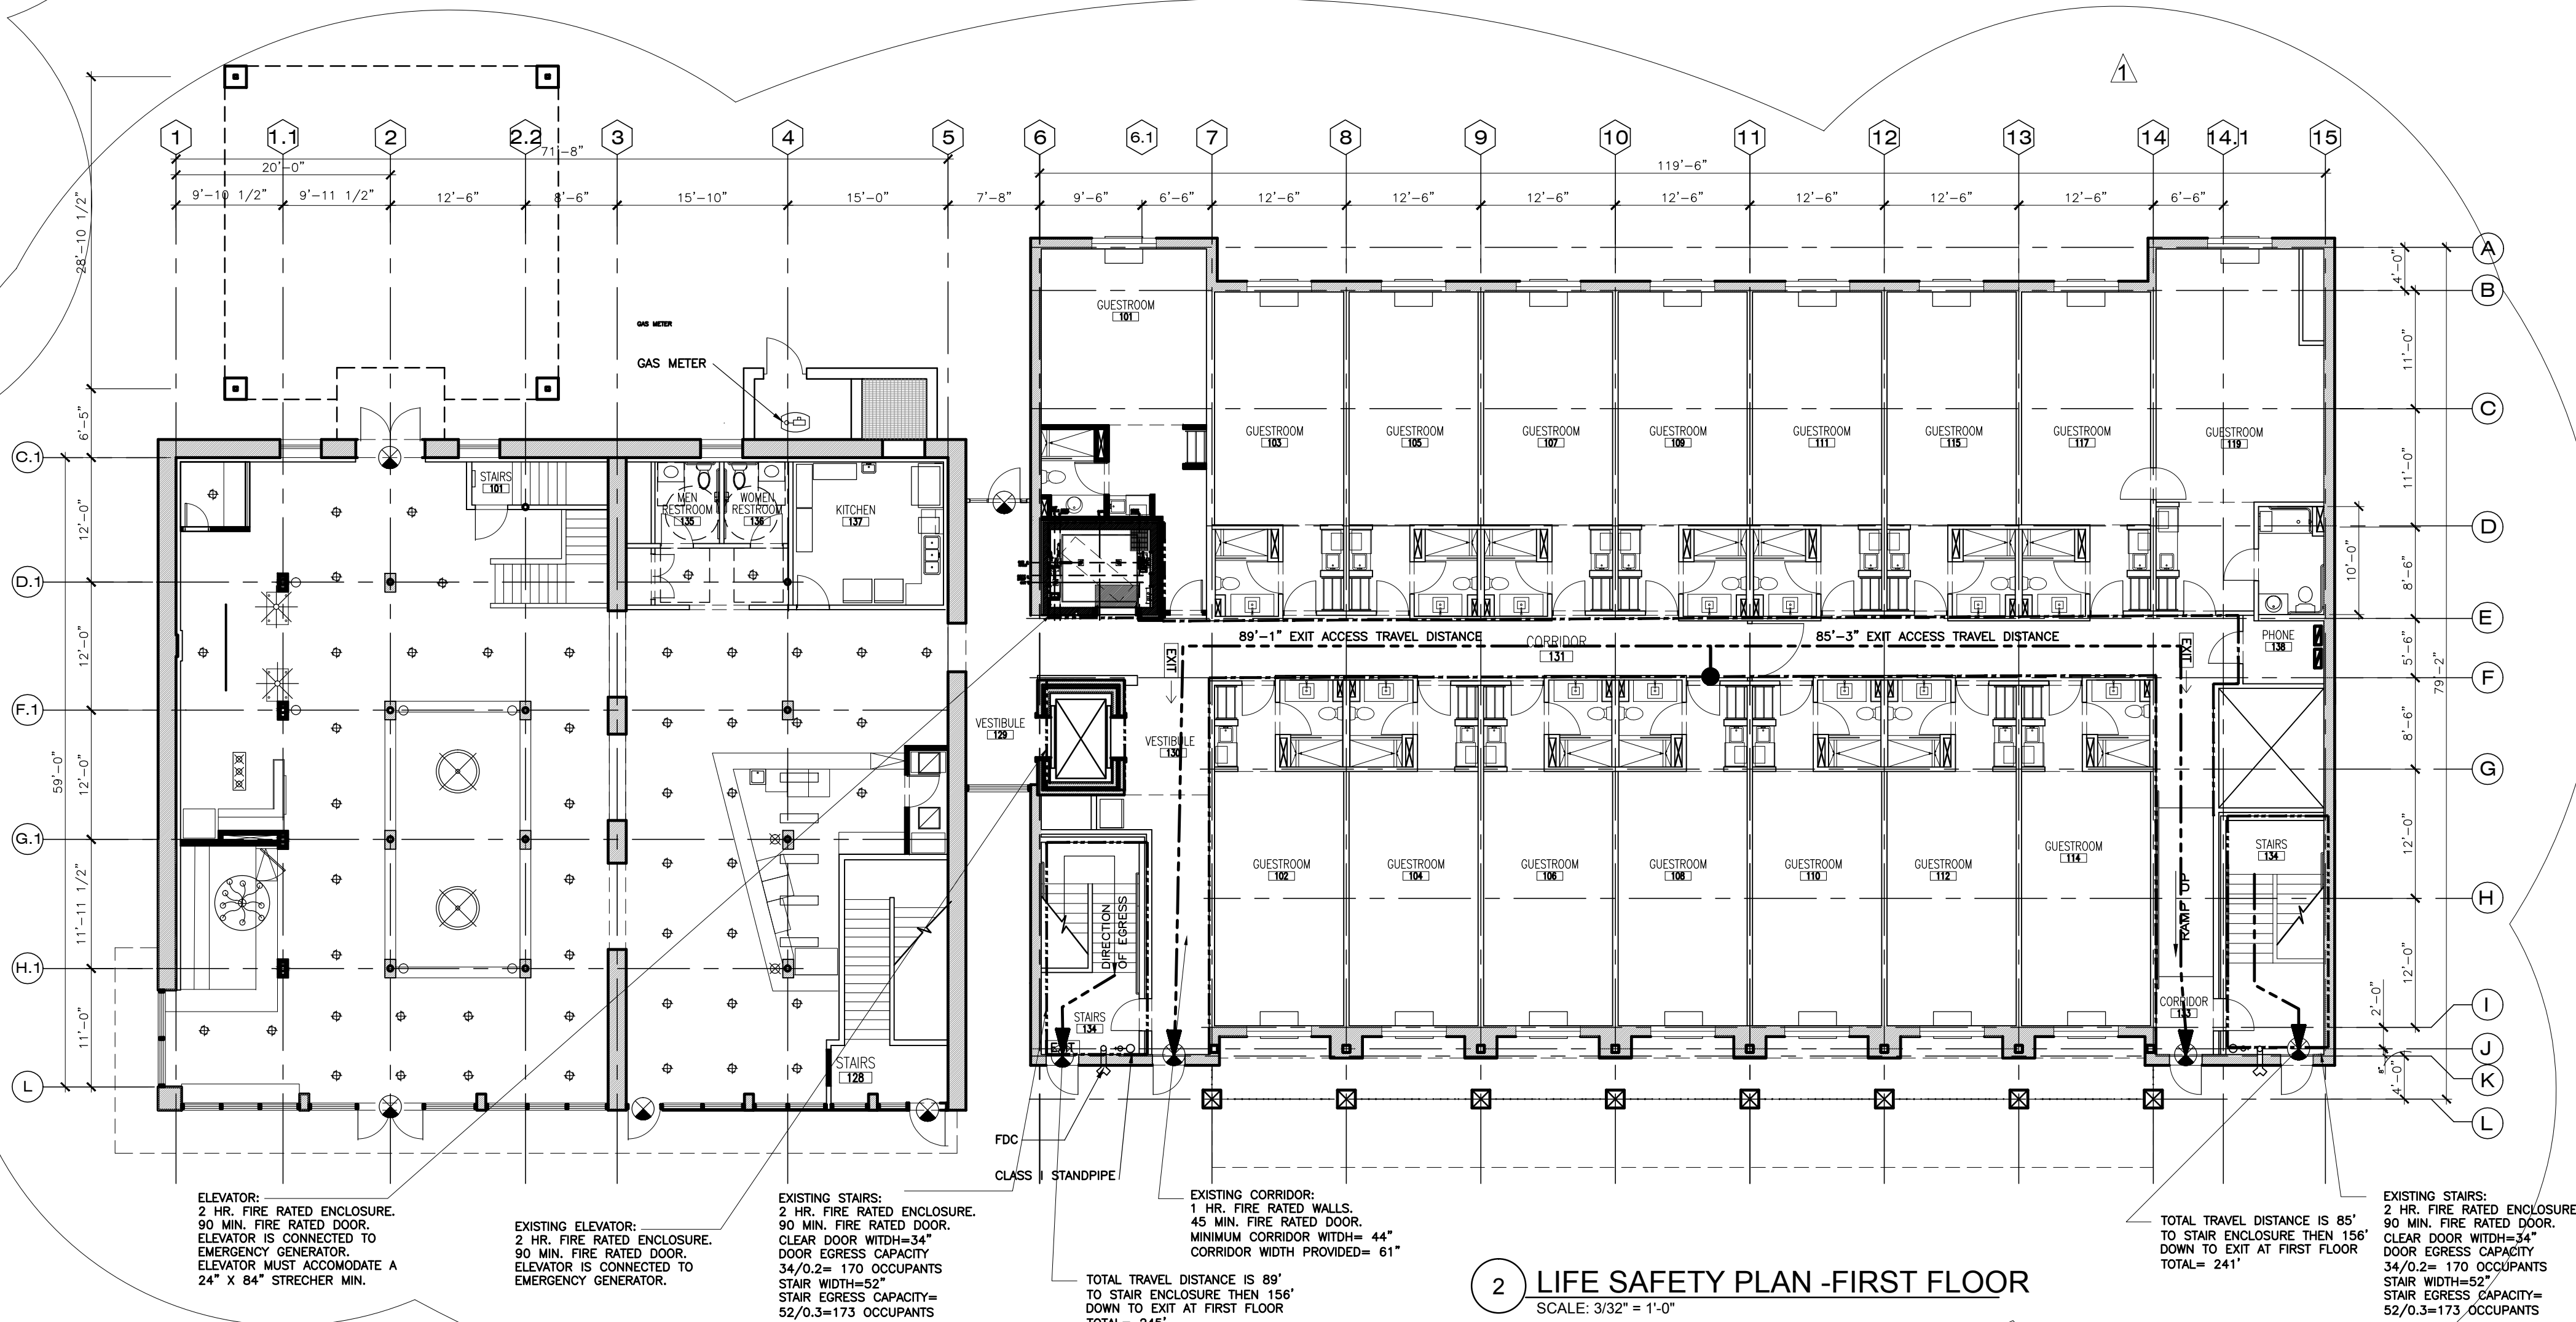 1
1 1.1 2 2.2 3 4 5 6 6.1 7 8 9 10 11 12 13 14 14.1 15
71'-8"
20'-0"
119'-6"
9'-10 1/2" 9'-11 1/2" 12'-6" 8'-6" 15'-10" 15'-0" 7'-8" 9'-6" 6'-6" 12'-6" 12'-6" 12'-6" 12'-6" 12'-6" 12'-6" 12'-6" 6'-6"
28'-10 1/2"
6'-5"
12'-0"
12'-0"
12'-0"
11'-11 1/2"
11'-0"
59'-0"
C.1
D.1
F.1
G.1
H.1
L
A
B
C
D
E
F
G
H
I
J
K
L
4'-0"
11'-0"
11'-0"
8'-6"
5'-6"
8'-6"
12'-0"
12'-0"
2'-0"
8"
4'-0"
79'-2"
10'-0"
GAS METER
GAS METER
GUESTROOM
101
GUESTROOM
103
GUESTROOM
105
GUESTROOM
107
GUESTROOM
109
GUESTROOM
111
GUESTROOM
115
GUESTROOM
117
GUESTROOM
119
STAIRS
101
MEN
RESTROOM
135
WOMEN
RESTROOM
136
KITCHEN
137
89'-1" EXIT ACCESS TRAVEL DISTANCE
CORRIDOR
131
85'-3" EXIT ACCESS TRAVEL DISTANCE
EXIT
EXIT
PHONE
138
VESTIBULE
129
VESTIBULE
130
GUESTROOM
102
GUESTROOM
104
GUESTROOM
106
GUESTROOM
108
GUESTROOM
110
GUESTROOM
112
GUESTROOM
114
STAIRS
134
DIRECTION
OF EGRESS
RAMP UP
STAIRS
134
EXIT
CORRIDOR
133
STAIRS
128
FDC
CLASS I STANDPIPE
ELEVATOR:
2 HR. FIRE RATED ENCLOSURE.
90 MIN. FIRE RATED DOOR.
ELEVATOR IS CONNECTED TO
EMERGENCY GENERATOR.
ELEVATOR MUST ACCOMODATE A
24" X 84" STRECHER MIN.
EXISTING ELEVATOR:
2 HR. FIRE RATED ENCLOSURE.
90 MIN. FIRE RATED DOOR.
ELEVATOR IS CONNECTED TO
EMERGENCY GENERATOR.
EXISTING STAIRS:
2 HR. FIRE RATED ENCLOSURE.
90 MIN. FIRE RATED DOOR.
CLEAR DOOR WITDH=34"
DOOR EGRESS CAPACITY
34/0.2= 170 OCCUPANTS
STAIR WIDTH=52"
STAIR EGRESS CAPACITY=
52/0.3=173 OCCUPANTS
EXISTING CORRIDOR:
1 HR. FIRE RATED WALLS.
45 MIN. FIRE RATED DOOR.
MINIMUM CORRIDOR WITDH= 44"
CORRIDOR WIDTH PROVIDED= 61"
TOTAL TRAVEL DISTANCE IS 89'
TO STAIR ENCLOSURE THEN 156'
DOWN TO EXIT AT FIRST FLOOR
TOTAL= 245'
2
LIFE SAFETY PLAN -FIRST FLOOR
SCALE: 3/32" = 1'-0"
TOTAL TRAVEL DISTANCE IS 85'
TO STAIR ENCLOSURE THEN 156'
DOWN TO EXIT AT FIRST FLOOR
TOTAL= 241'
EXISTING STAIRS:
2 HR. FIRE RATED ENCLOSURE
90 MIN. FIRE RATED DOOR.
CLEAR DOOR WITDH=34"
DOOR EGRESS CAPACITY
34/0.2= 170 OCCUPANTS
STAIR WIDTH=52"
STAIR EGRESS CAPACITY=
52/0.3=173 OCCUPANTS